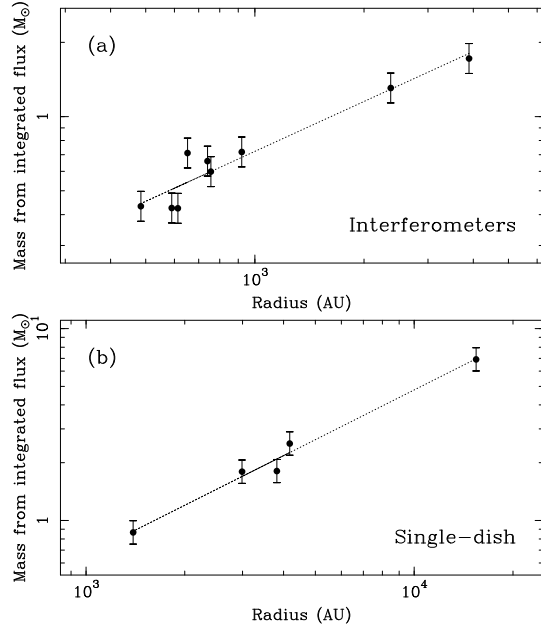 (a)
Mass from integrated flux (M⊙)
1
Interferometers
10³
Radius (AU)
(b)
Mass from integrated flux (M⊙)
10¹
1
Single-dish
10³
10⁴
Radius (AU)